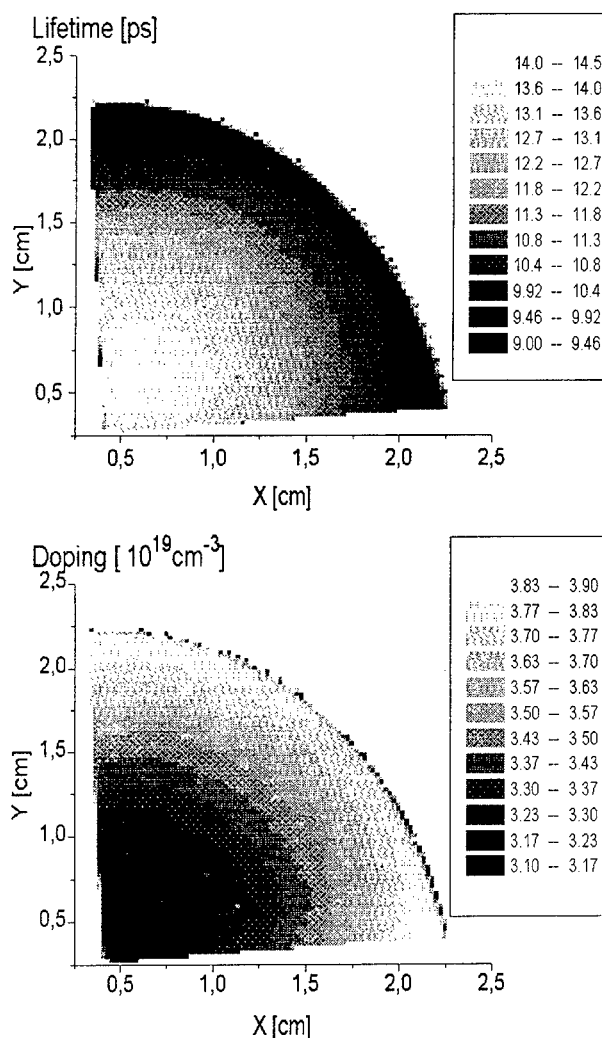 Lifetime [ps]
2,5
2,0
1,5
1,0
0,5
Y [cm]
0,5
1,0
1,5
2,0
2,5
X [cm]
14.0 -- 14.5
13.6 -- 14.0
13.1 -- 13.6
12.7 -- 13.1
12.2 -- 12.7
11.8 -- 12.2
11.3 -- 11.8
10.8 -- 11.3
10.4 -- 10.8
9.92 -- 10.4
9.46 -- 9.92
9.00 -- 9.46
Doping [ 10¹⁹cm⁻³]
2,5
2,0
1,5
1,0
0,5
Y [cm]
0,5
1,0
1,5
2,0
2,5
X [cm]
3.83 -- 3.90
3.77 -- 3.83
3.70 -- 3.77
3.63 -- 3.70
3.57 -- 3.63
3.50 -- 3.57
3.43 -- 3.50
3.37 -- 3.43
3.30 -- 3.37
3.23 -- 3.30
3.17 -- 3.23
3.10 -- 3.17